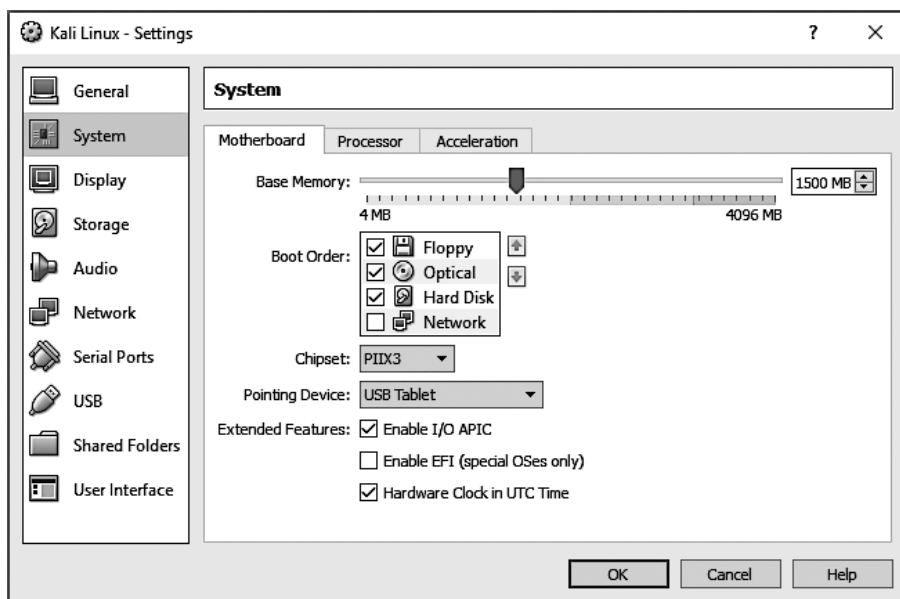 Kali Linux - Settings ? ×
General
System
Display
Storage
Audio
Network
Serial Ports
USB
Shared Folders
User Interface
System
Motherboard Processor Acceleration
Base Memory: 1500 MB
4 MB 4096 MB
Boot Order: Floppy
Optical
Hard Disk
Network
Chipset: PIIX3
Pointing Device: USB Tablet
Extended Features: Enable I/O APIC
Enable EFI (special OSes only)
Hardware Clock in UTC Time
OK Cancel Help